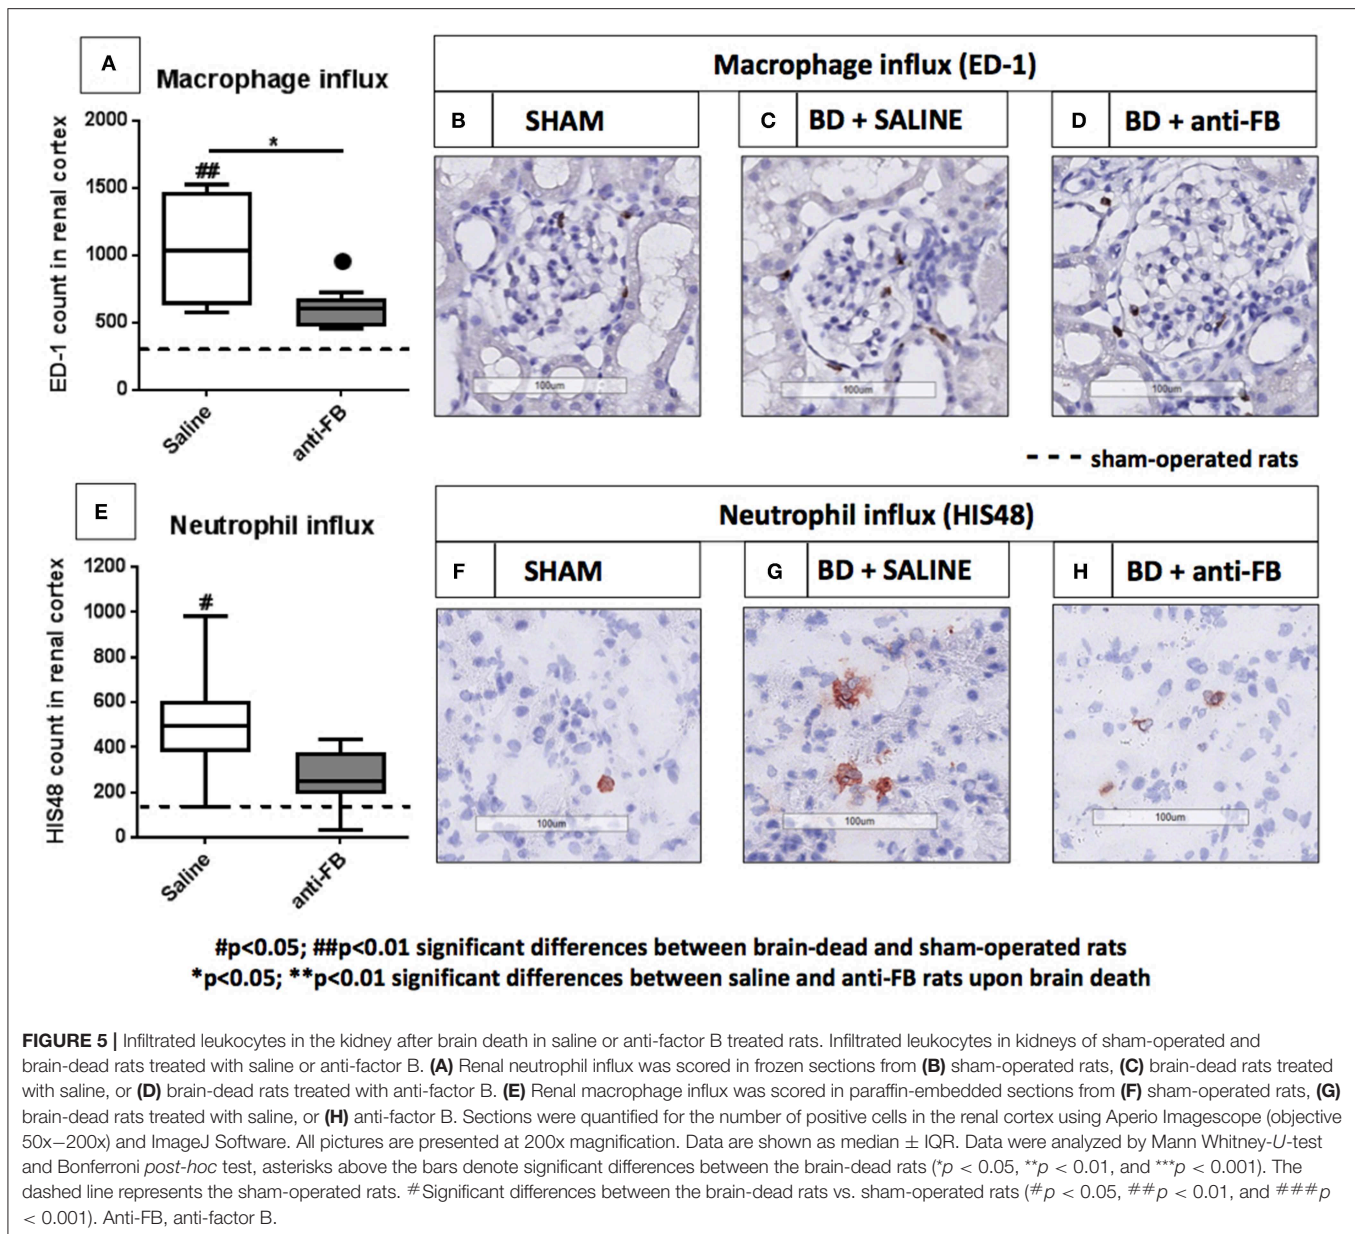 A
Macrophage influx
ED-1 count in renal cortex
2000
1500
1000
500
0
##
*
Saline
anti-FB
Macrophage influx (ED-1)
B SHAM
C BD + SALINE
D BD + anti-FB
100um
100um
100um
--- sham-operated rats
E
Neutrophil influx
HIS48 count in renal cortex
1200
1000
800
600
400
200
0
#
Saline
anti-FB
Neutrophil influx (HIS48)
F SHAM
G BD + SALINE
H BD + anti-FB
100um
100um
100um
#p<0.05; ##p<0.01 significant differences between brain-dead and sham-operated rats
*p<0.05; **p<0.01 significant differences between saline and anti-FB rats upon brain death
FIGURE 5 | Infiltrated leukocytes in the kidney after brain death in saline or anti-factor B treated rats. Infiltrated leukocytes in kidneys of sham-operated and
brain-dead rats treated with saline or anti-factor B. (A) Renal neutrophil influx was scored in frozen sections from (B) sham-operated rats, (C) brain-dead rats treated
with saline, or (D) brain-dead rats treated with anti-factor B. (E) Renal macrophage influx was scored in paraffin-embedded sections from (F) sham-operated rats, (G)
brain-dead rats treated with saline, or (H) anti-factor B. Sections were quantified for the number of positive cells in the renal cortex using Aperio Imagescope (objective
50x–200x) and ImageJ Software. All pictures are presented at 200x magnification. Data are shown as median ± IQR. Data were analyzed by Mann Whitney-U-test
and Bonferroni post-hoc test, asterisks above the bars denote significant differences between the brain-dead rats (*p < 0.05, **p < 0.01, and ***p < 0.001). The
dashed line represents the sham-operated rats. #Significant differences between the brain-dead rats vs. sham-operated rats (#p < 0.05, ##p < 0.01, and ###p
< 0.001). Anti-FB, anti-factor B.